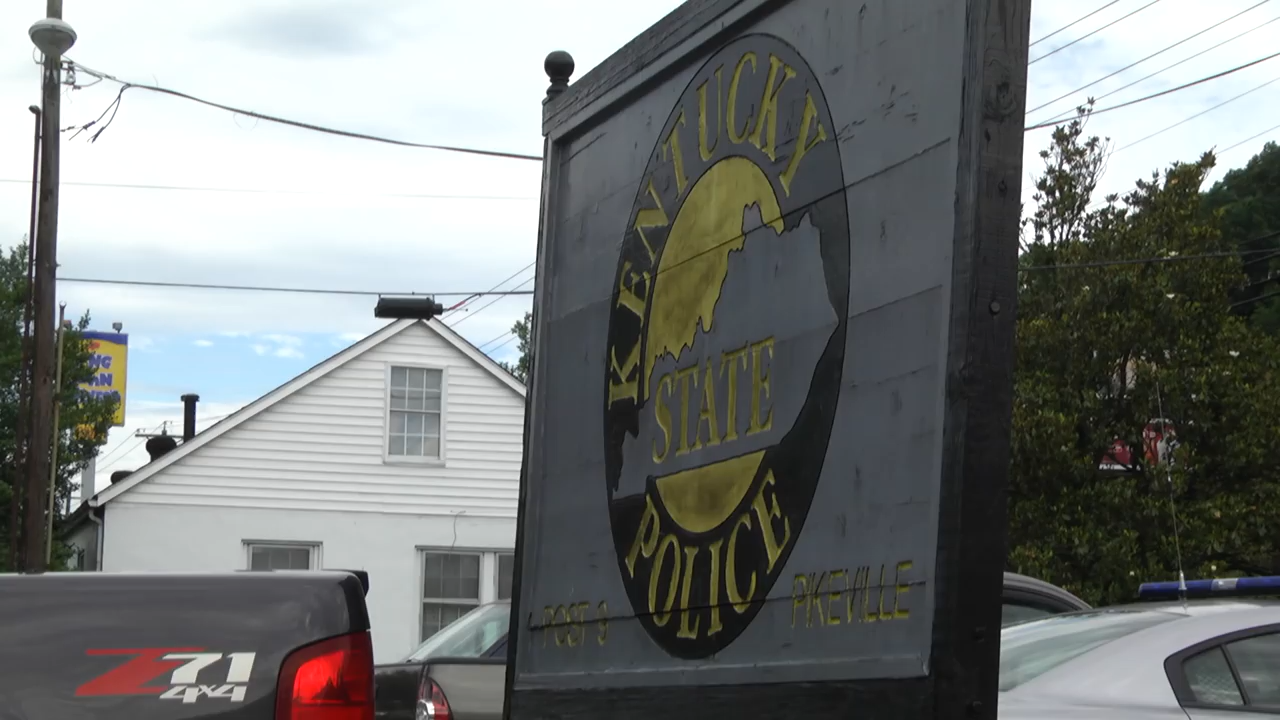 KENTUCKY
STATE
POLICE
POST 9 PIKEVILLE
Z71
4x4